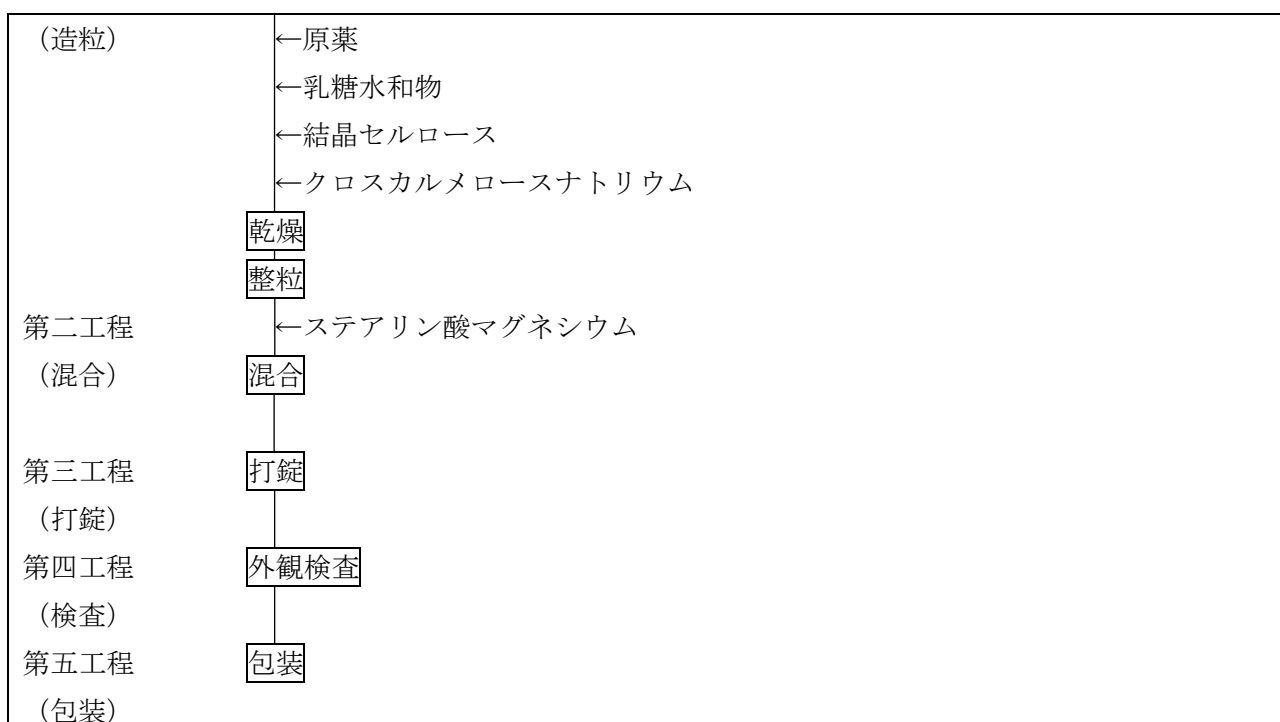 （造粒） ←原薬
←乳糖水和物
←結晶セルロース
←クロスカルメロースナトリウム
乾燥
整粒
第二工程 ←ステアリン酸マグネシウム
（混合） 混合
第三工程 打錠
（打錠）
第四工程 外観検査
（検査）
第五工程 包装
（包装）